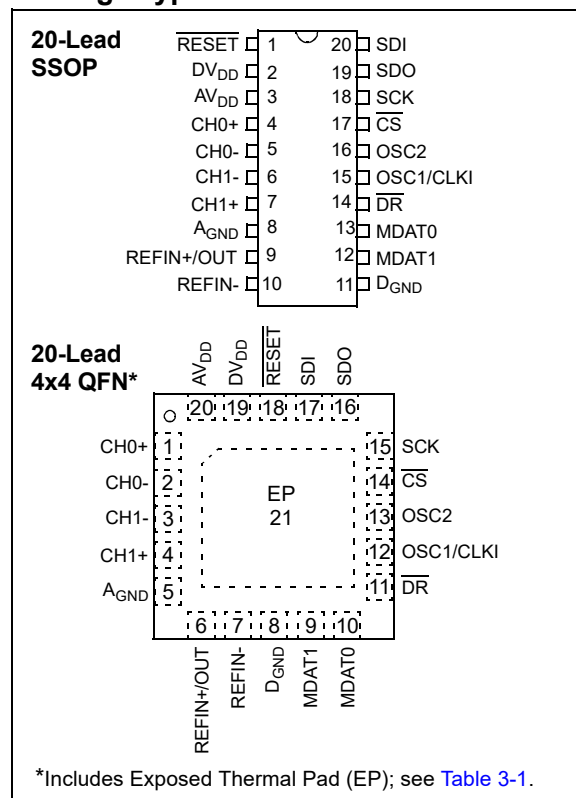 20-Lead
SSOP
RESET 1 20 SDI
DVDD 2 19 SDO
AVDD 3 18 SCK
CH0+ 4 17 CS
CH0- 5 16 OSC2
CH1- 6 15 OSC1/CLKI
CH1+ 7 14 DR
AGND 8 13 MDAT0
REFIN+/OUT 9 12 MDAT1
REFIN- 10 11 DGND
20-Lead
4x4 QFN*
AVDD DVDD RESET SDI SDO
20 19 18 17 16
CH0+ 1 15 SCK
CH0- 2 14 CS
CH1- 3 13 OSC2
CH1+ 4 12 OSC1/CLKI
AGND 5 11 DR
EP
21
6 7 8 9 10
REFIN+/OUT REFIN- DGND MDAT1 MDAT0
*Includes Exposed Thermal Pad (EP); see Table 3-1.